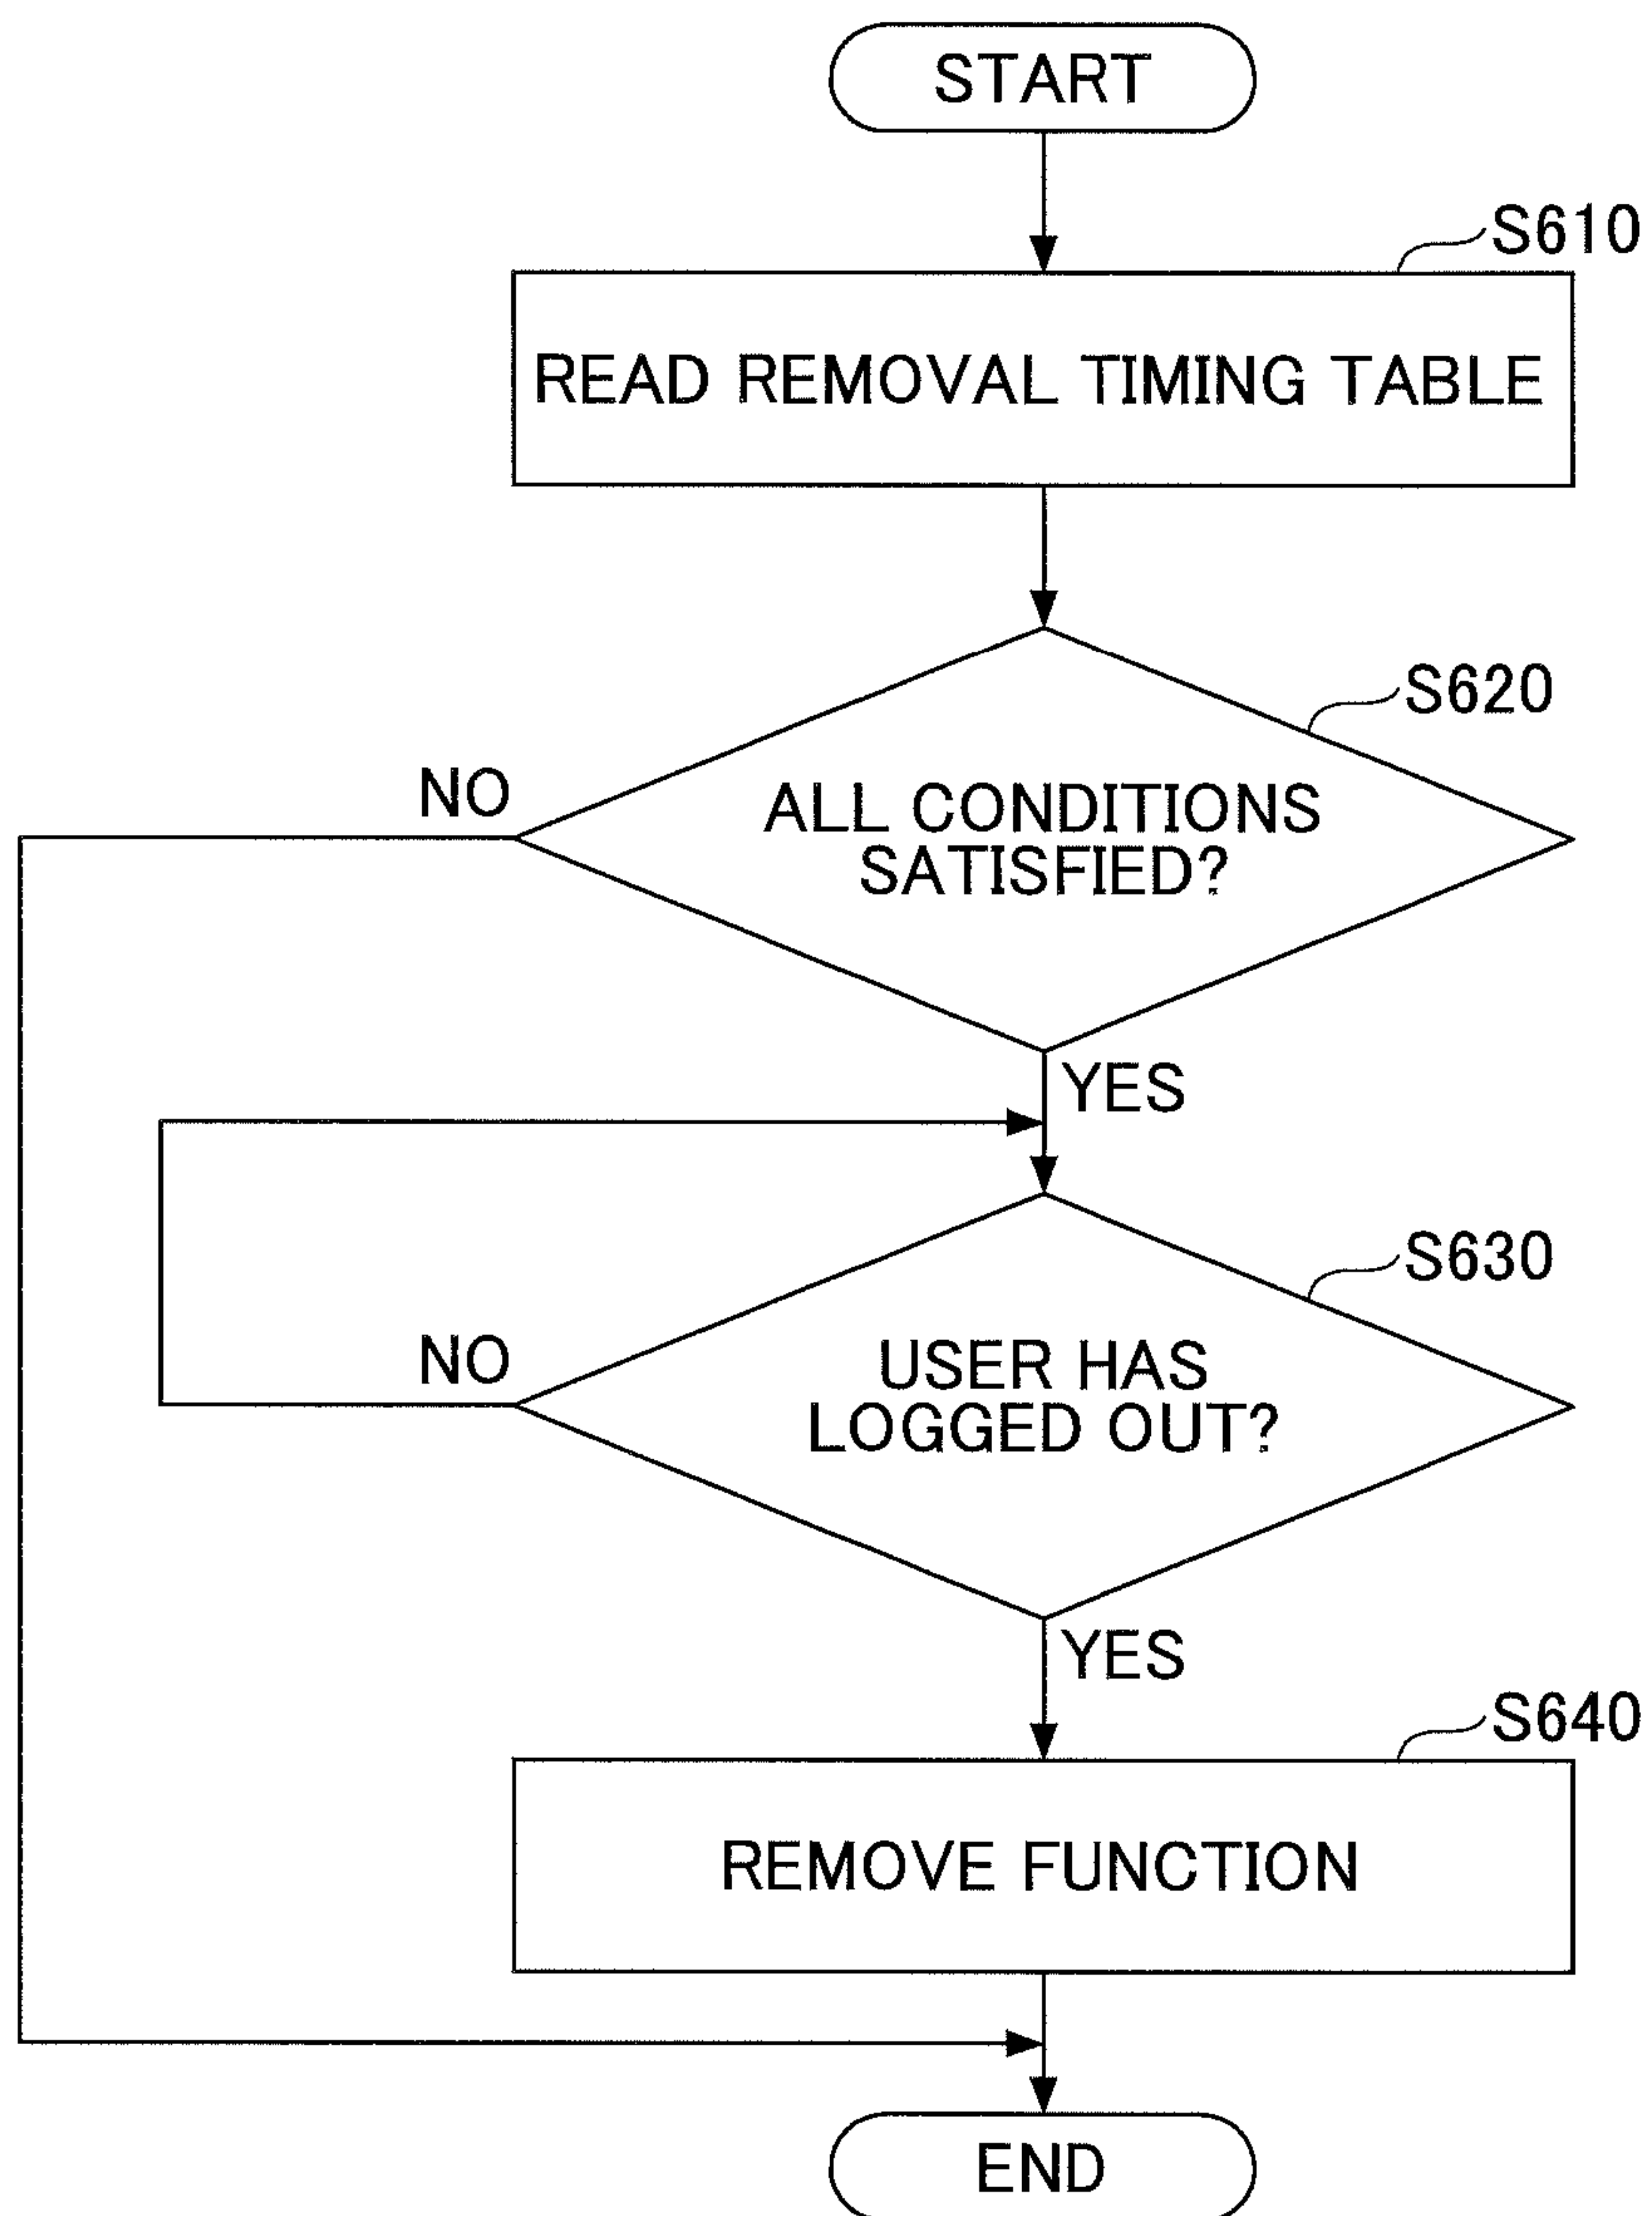 START
S610
READ REMOVAL TIMING TABLE
S620
NO
ALL CONDITIONS
SATISFIED?
YES
S630
NO
USER HAS
LOGGED OUT?
YES
S640
REMOVE FUNCTION
END